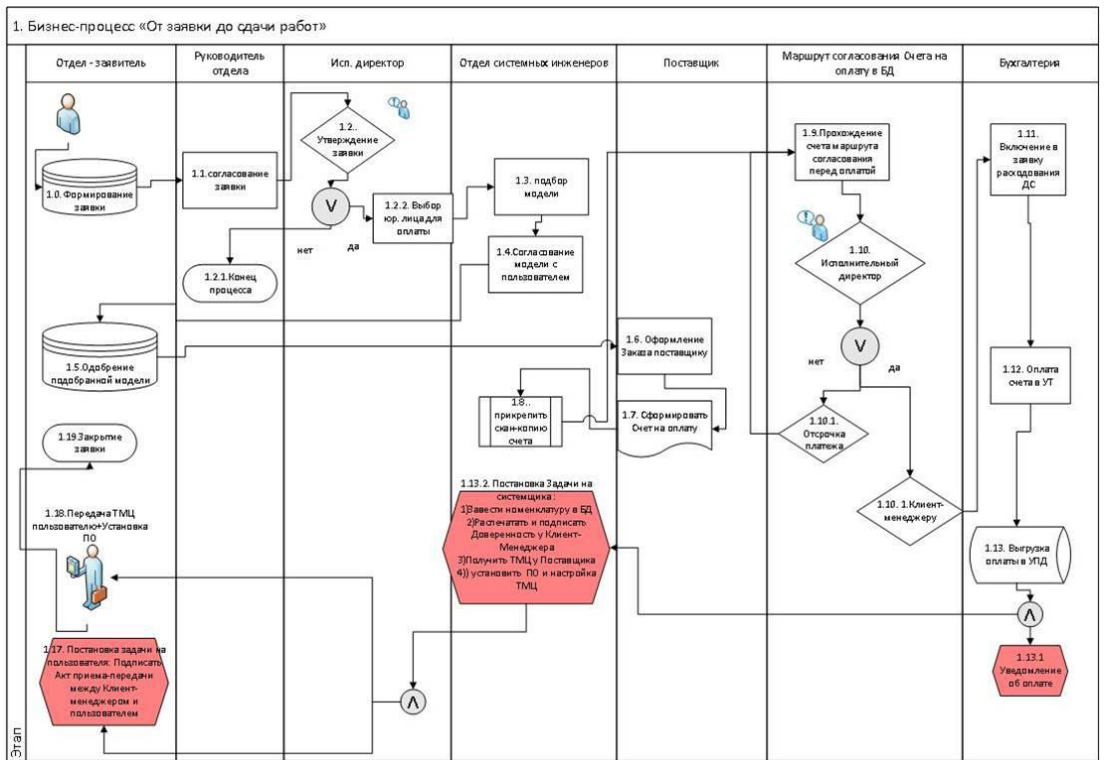 1. Бизнес-процесс «От заявки до сдачи работ»
Отдел - заявитель
Руководитель
отдела
Исп. директор
Отдел системных инженеров
Поставщик
Маршрут согласования Счета на
оплату в БД
Бухгалтерия
1.0. Формирование
заявки
1.1.согласование
заявки
1.2..
Утверждение
заявки
V
нет
да
1.2.1.Конец
процесса
1.2.2. Выбор
юр. лица для
оплаты
1.3. подбор
модели
1.4.Согласование
модели с
пользователем
1.5.Одобрение
подобранной модели
1.6. Оформление
Заказа поставщику
1.7. Сформировать
Счет на оплату
1.8..
прикрепить
скан-копию
счета
1.9.Прохождение
счета маршрута
согласования
перед оплатой
1.10.
Исполнительный
директор
V
нет
да
1.10.1.
Отсрочка
платежа
1.10. 1.Клиент-
менеджеру
1.11.
Включение в
заявку
расходования
ДС
1.12. Оплата
счета в УТ
1.13. Выгрузка
оплаты в УПД
Λ
1.13.1
Уведомление
об оплате
1.13.2. Постановка Задачи на
системщика:
1)Завести номенклатуру в БД
2)Распечатать и подписать
Доверенность у Клиент-
Менеджера
3)Получить ТМЦ у Поставщика
4)) установить ПО и настройка
ТМЦ
Λ
1.17. Постановка задачи на
пользователя: Подписать
Акт приема-передачи
между Клиент-
менеджером и
пользователем
1.18.Передача ТМЦ
пользователю+Установка
ПО
1.19.Закрытие
заявки
Этап